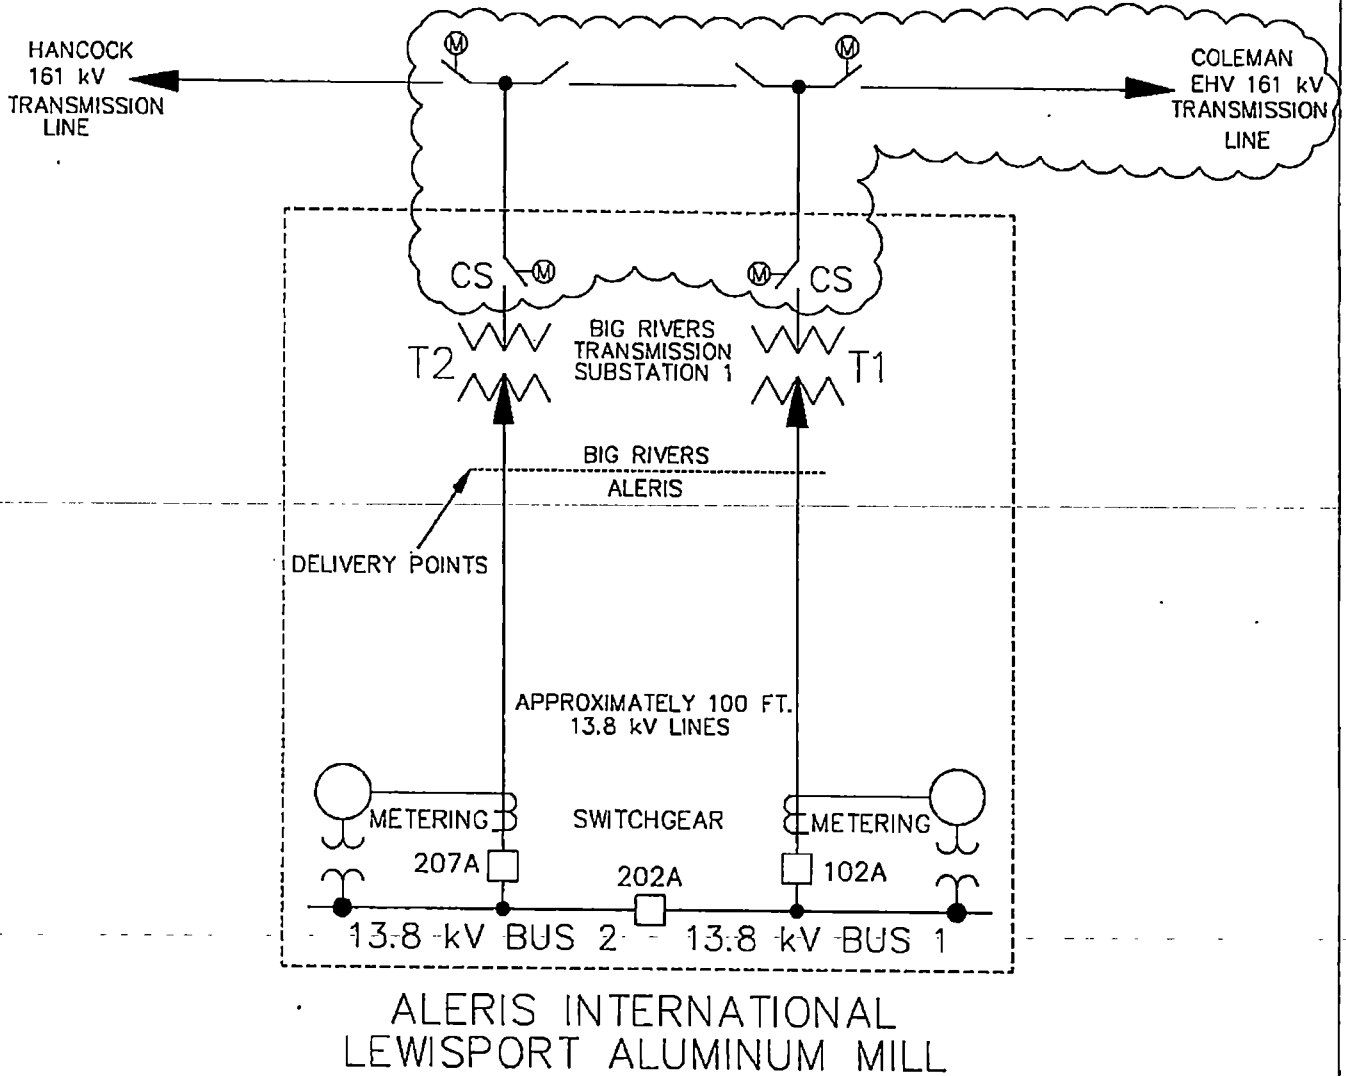 HANCOCK
161 kV
TRANSMISSION
LINE
M
M
COLEMAN
EHV 161 kV
TRANSMISSION
LINE
CS
M
M
CS
T2
BIG RIVERS
TRANSMISSION
SUBSTATION 1
T1
BIG RIVERS
ALERIS
DELIVERY POINTS
APPROXIMATELY 100 FT.
13.8 kV LINES
METERING
SWITCHGEAR
METERING
207A
202A
102A
13.8 kV BUS 2
13.8 kV BUS 1
ALERIS INTERNATIONAL
LEWISPORT ALUMINUM MILL